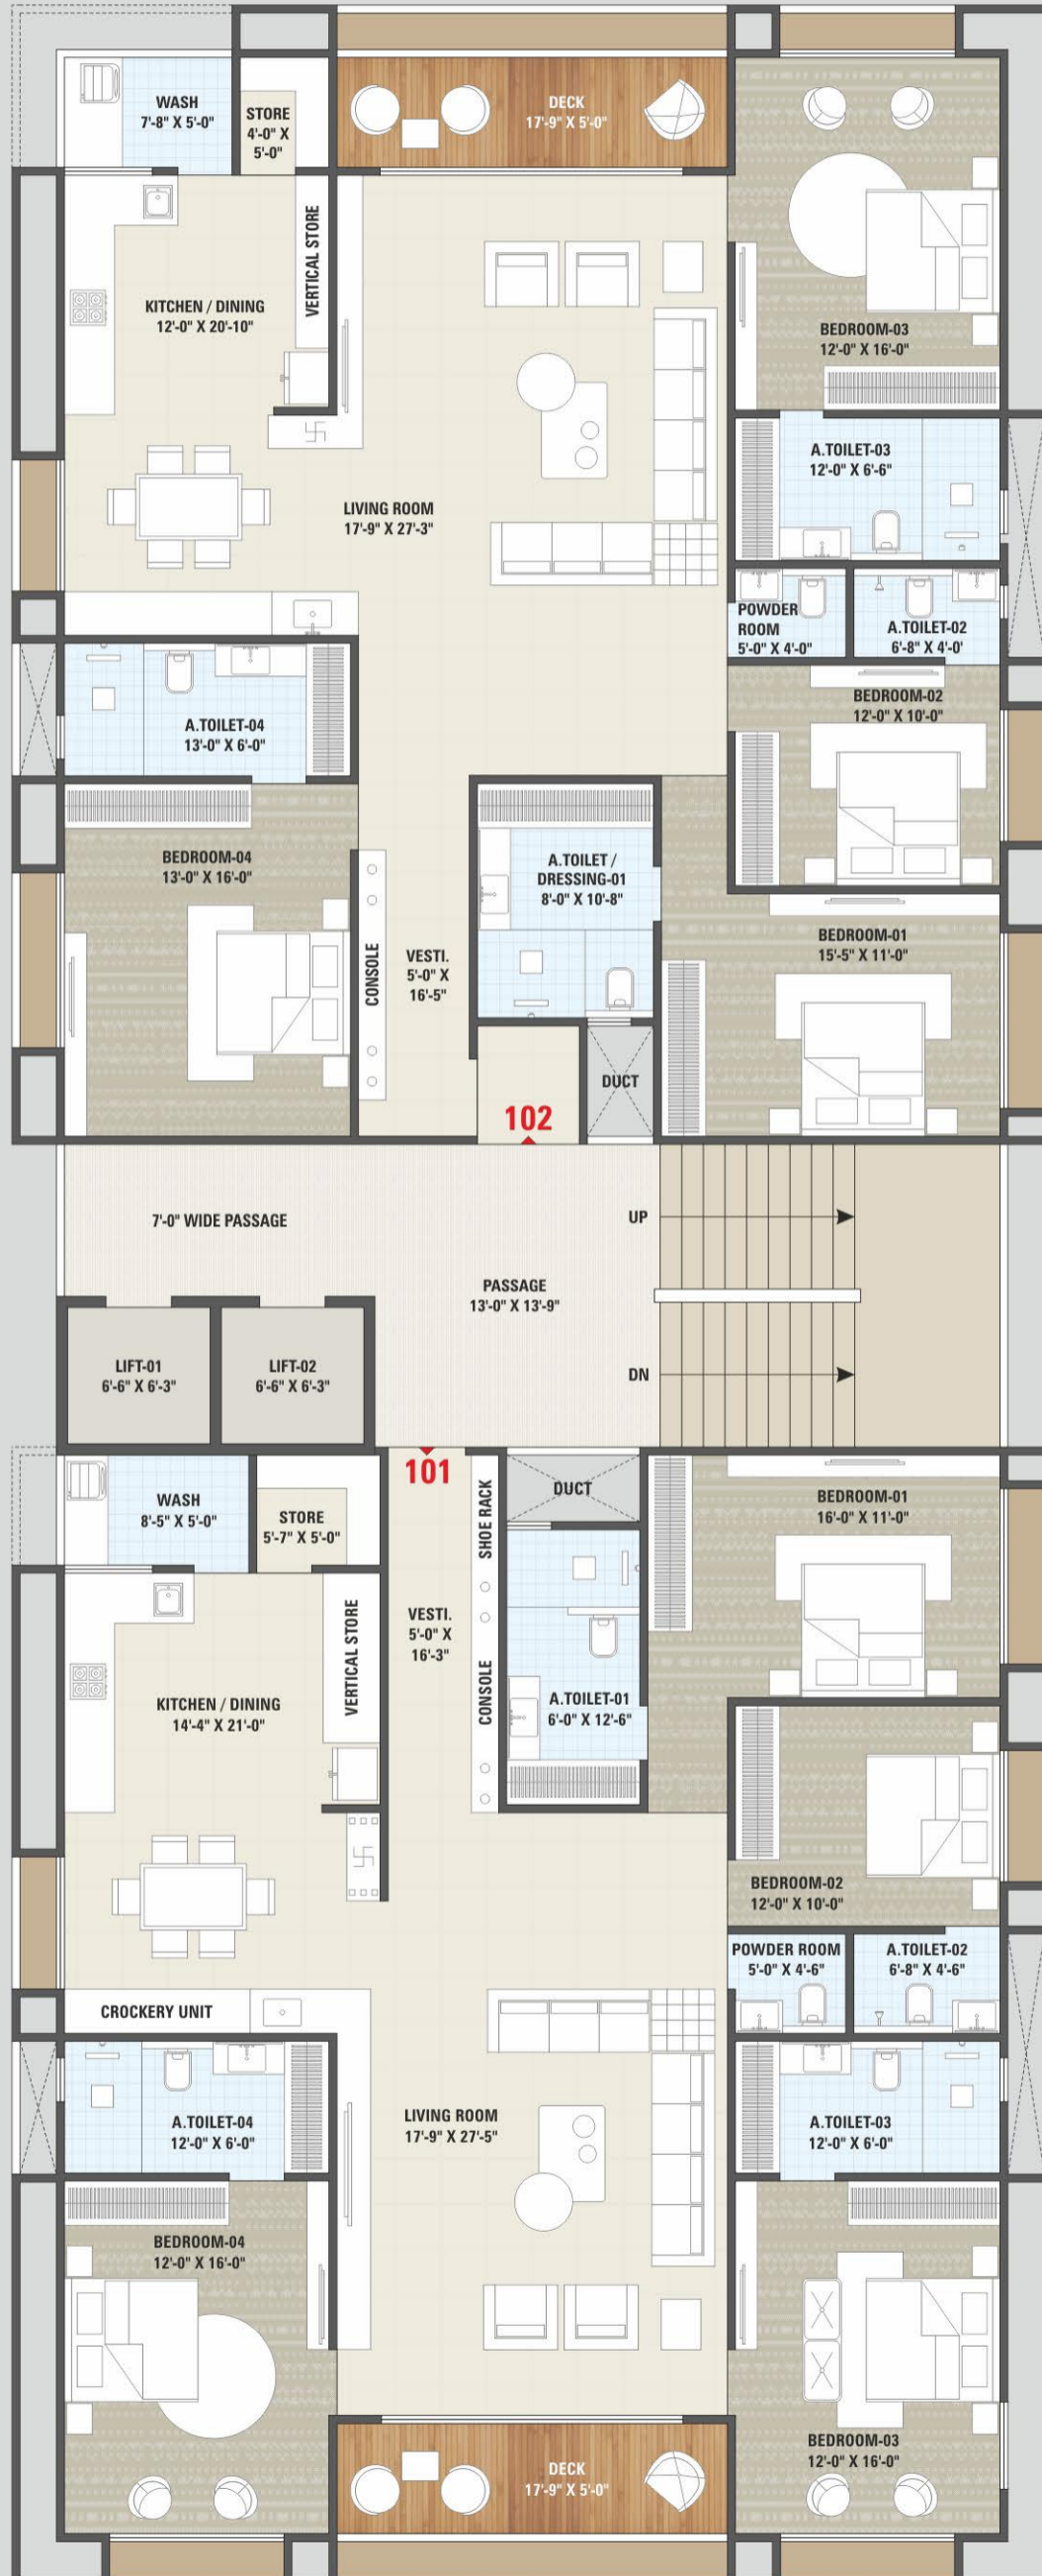 WASH
7'-8" X 5'-0"
STORE
4'-0" X
5'-0"
DECK
17'-9" X 5'-0"
VERTICAL STORE
KITCHEN / DINING
12'-0" X 20'-10"
BEDROOM-03
12'-0" X 16'-0"
A.TOILET-03
12'-0" X 6'-6"
LIVING ROOM
17'-9" X 27'-3"
POWDER
ROOM
5'-0" X 4'-0"
A.TOILET-02
6'-8" X 4'-0'
BEDROOM-02
12'-0" X 10'-0"
A.TOILET-04
13'-0" X 6'-0"
BEDROOM-04
13'-0" X 16'-0"
A.TOILET /
DRESSING-01
8'-0" X 10'-8"
BEDROOM-01
15'-5" X 11'-0"
CONSOLE
VESTI.
5'-0" X
16'-5"
DUCT
102
7'-0" WIDE PASSAGE
UP
PASSAGE
13'-0" X 13'-9"
LIFT-01
6'-6" X 6'-3"
LIFT-02
6'-6" X 6'-3"
DN
101
WASH
8'-5" X 5'-0"
STORE
5'-7" X 5'-0"
SHOE RACK
DUCT
BEDROOM-01
16'-0" X 11'-0"
VESTI.
5'-0" X
16'-3"
VERTICAL STORE
KITCHEN / DINING
14'-4" X 21'-0"
CONSOLE
A.TOILET-01
6'-0" X 12'-6"
BEDROOM-02
12'-0" X 10'-0"
POWDER ROOM
5'-0" X 4'-6"
A.TOILET-02
6'-8" X 4'-6"
CROCKERY UNIT
A.TOILET-04
12'-0" X 6'-0"
LIVING ROOM
17'-9" X 27'-5"
A.TOILET-03
12'-0" X 6'-0"
BEDROOM-04
12'-0" X 16'-0"
BEDROOM-03
12'-0" X 16'-0"
DECK
17'-9" X 5'-0"